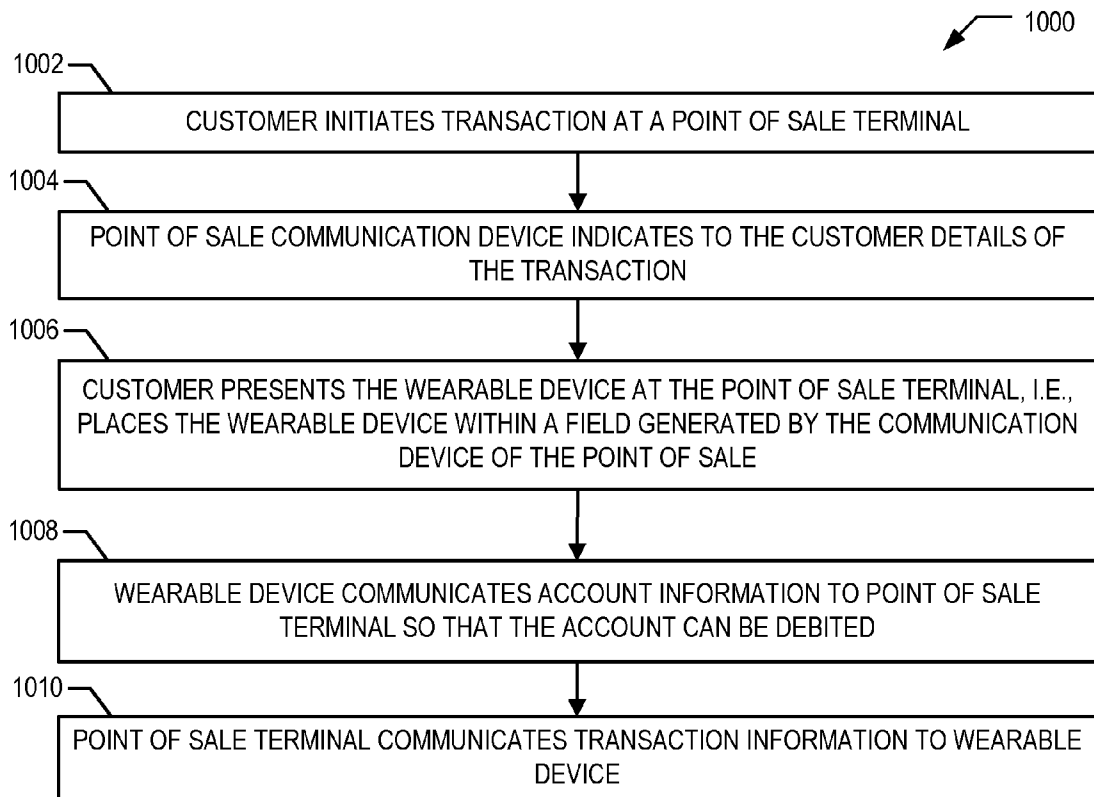 1000
1002
CUSTOMER INITIATES TRANSACTION AT A POINT OF SALE TERMINAL
1004
POINT OF SALE COMMUNICATION DEVICE INDICATES TO THE CUSTOMER DETAILS OF
THE TRANSACTION
1006
CUSTOMER PRESENTS THE WEARABLE DEVICE AT THE POINT OF SALE TERMINAL, I.E.,
PLACES THE WEARABLE DEVICE WITHIN A FIELD GENERATED BY THE COMMUNICATION
DEVICE OF THE POINT OF SALE
1008
WEARABLE DEVICE COMMUNICATES ACCOUNT INFORMATION TO POINT OF SALE
TERMINAL SO THAT THE ACCOUNT CAN BE DEBITED
1010
POINT OF SALE TERMINAL COMMUNICATES TRANSACTION INFORMATION TO WEARABLE
DEVICE